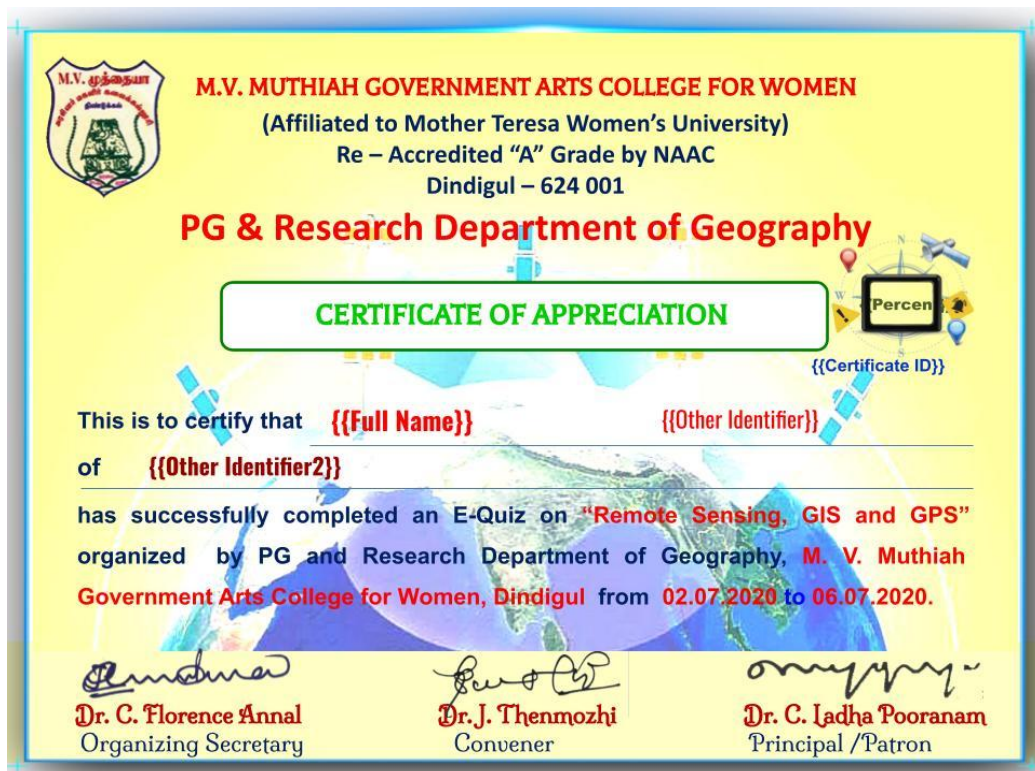 M.V. முத்தையா
M.V. MUTHIAH GOVERNMENT ARTS COLLEGE FOR WOMEN
(Affiliated to Mother Teresa Women’s University)
Re – Accredited “A” Grade by NAAC
Dindigul – 624 001
PG & Research Department of Geography
CERTIFICATE OF APPRECIATION
N
W
S
{Percen
{{Certificate ID}}
This is to certify that {{Full Name}} {{Other Identifier}}
of {{Other Identifier2}}
has successfully completed an E-Quiz on “Remote Sensing, GIS and GPS”
organized by PG and Research Department of Geography, M. V. Muthiah
Government Arts College for Women, Dindigul from 02.07.2020 to 06.07.2020.
Dr. C. Florence Annal
Organizing Secretary
Dr. J. Thenmozhi
Convener
Dr. C. Ladha Pooranam
Principal /Patron